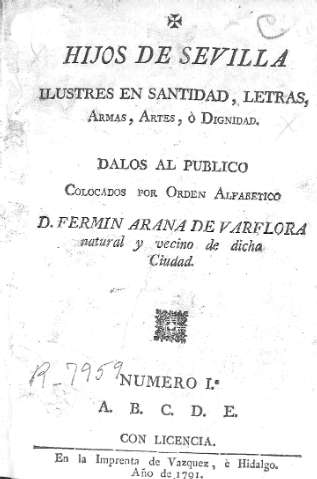 HIJOS DE SEVILLA
ILUSTRES EN SANTIDAD, LETRAS,
ARMAS, ARTES, ò DIGNIDAD.
DALOS AL PUBLICO
COLOCADOS POR ORDEN ALFABETICO
D. FERMIN ARANA DE VARFLORA
natural y vecino de dicha
Ciudad.
R-7959
NUMERO I.º
A. B. C. D. E.
CON LICENCIA.
En la Imprenta de Vazquez, è Hidalgo.
Año de 1791.